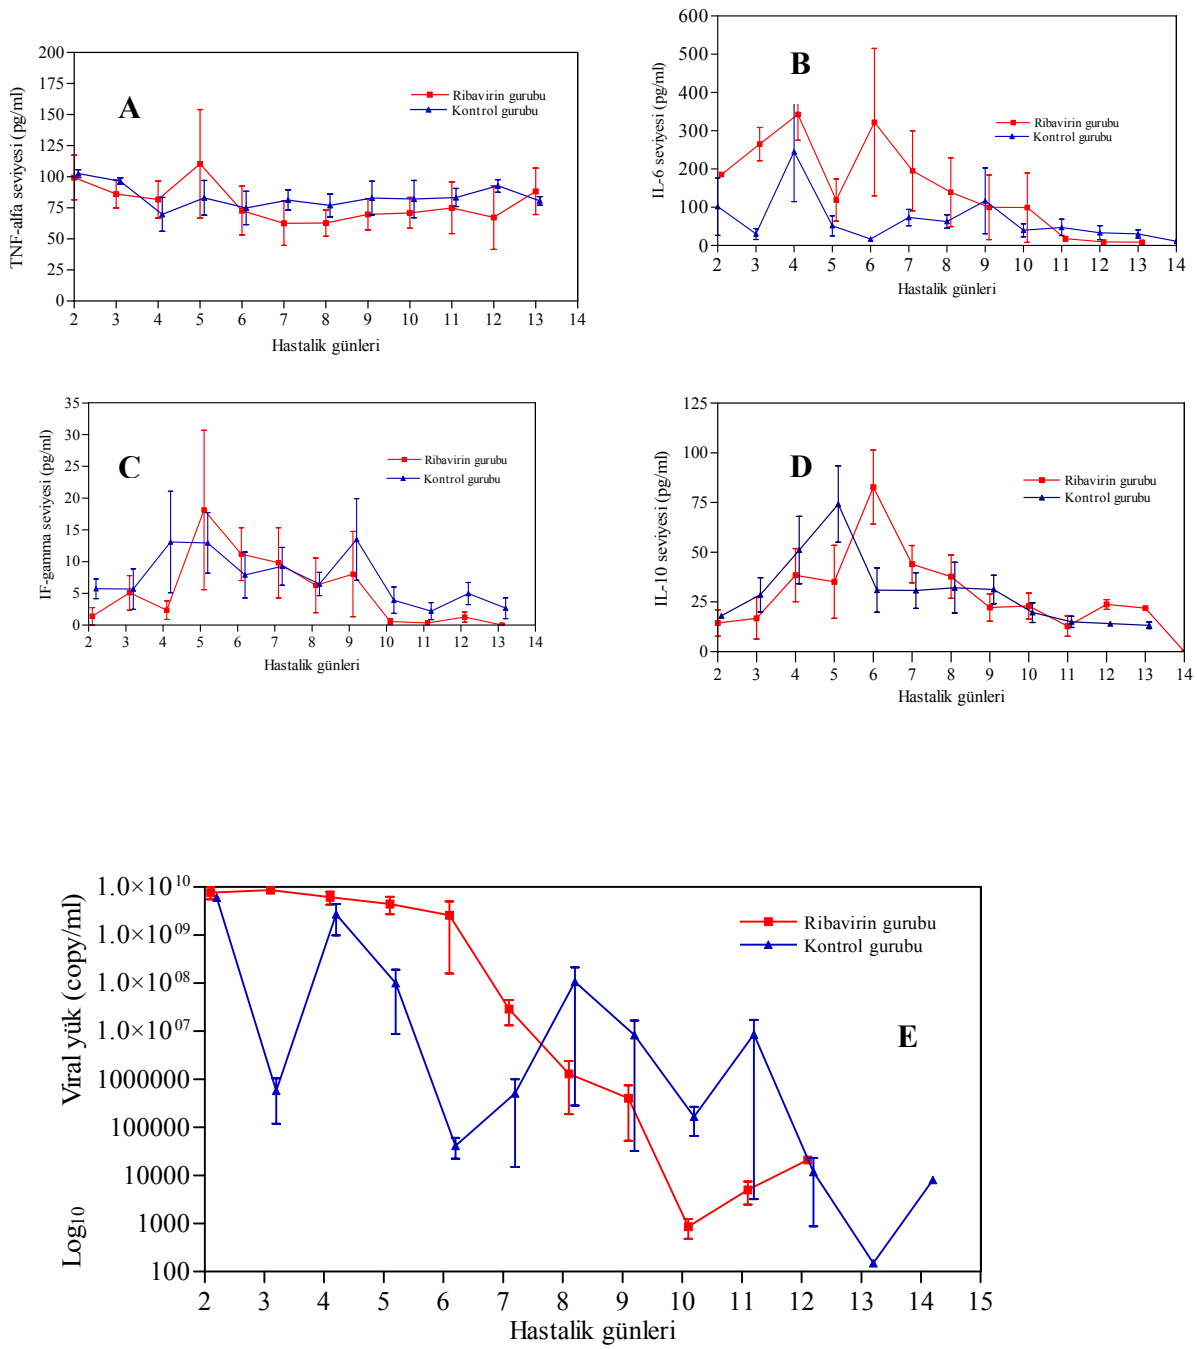 A
TNF-alfa seviyesi (pg/ml)
200
175
150
125
100
75
50
25
0
2 3 4 5 6 7 8 9 10 11 12 13 14
Hastalik günleri
Ribavirin gurubu
Kontrol gurubu
B
IL-6 seviyesi (pg/ml)
600
500
400
300
200
100
0
2 3 4 5 6 7 8 9 10 11 12 13 14
Hastalik günleri
Ribavirin gurubu
Kontrol gurubu
C
IF-gamma seviyesi (pg/ml)
35
30
25
20
15
10
5
0
2 3 4 5 6 7 8 9 10 11 12 13 14
Hastalik günleri
Ribavirin gurubu
Kontrol gurubu
D
IL-10 seviyesi (pg/ml)
125
100
75
50
25
0
2 3 4 5 6 7 8 9 10 11 12 13 14
Hastalik günleri
Ribavirin gurubu
Kontrol gurubu
E
Log₁₀ Vıral yük (copy/ml)
1.0×10¹⁰
1.0×10⁰⁹
1.0×10⁰⁸
1.0×10⁰⁷
1000000
100000
10000
1000
100
2 3 4 5 6 7 8 9 10 11 12 13 14 15
Hastalik günleri
Ribavirin gurubu
Kontrol gurubu